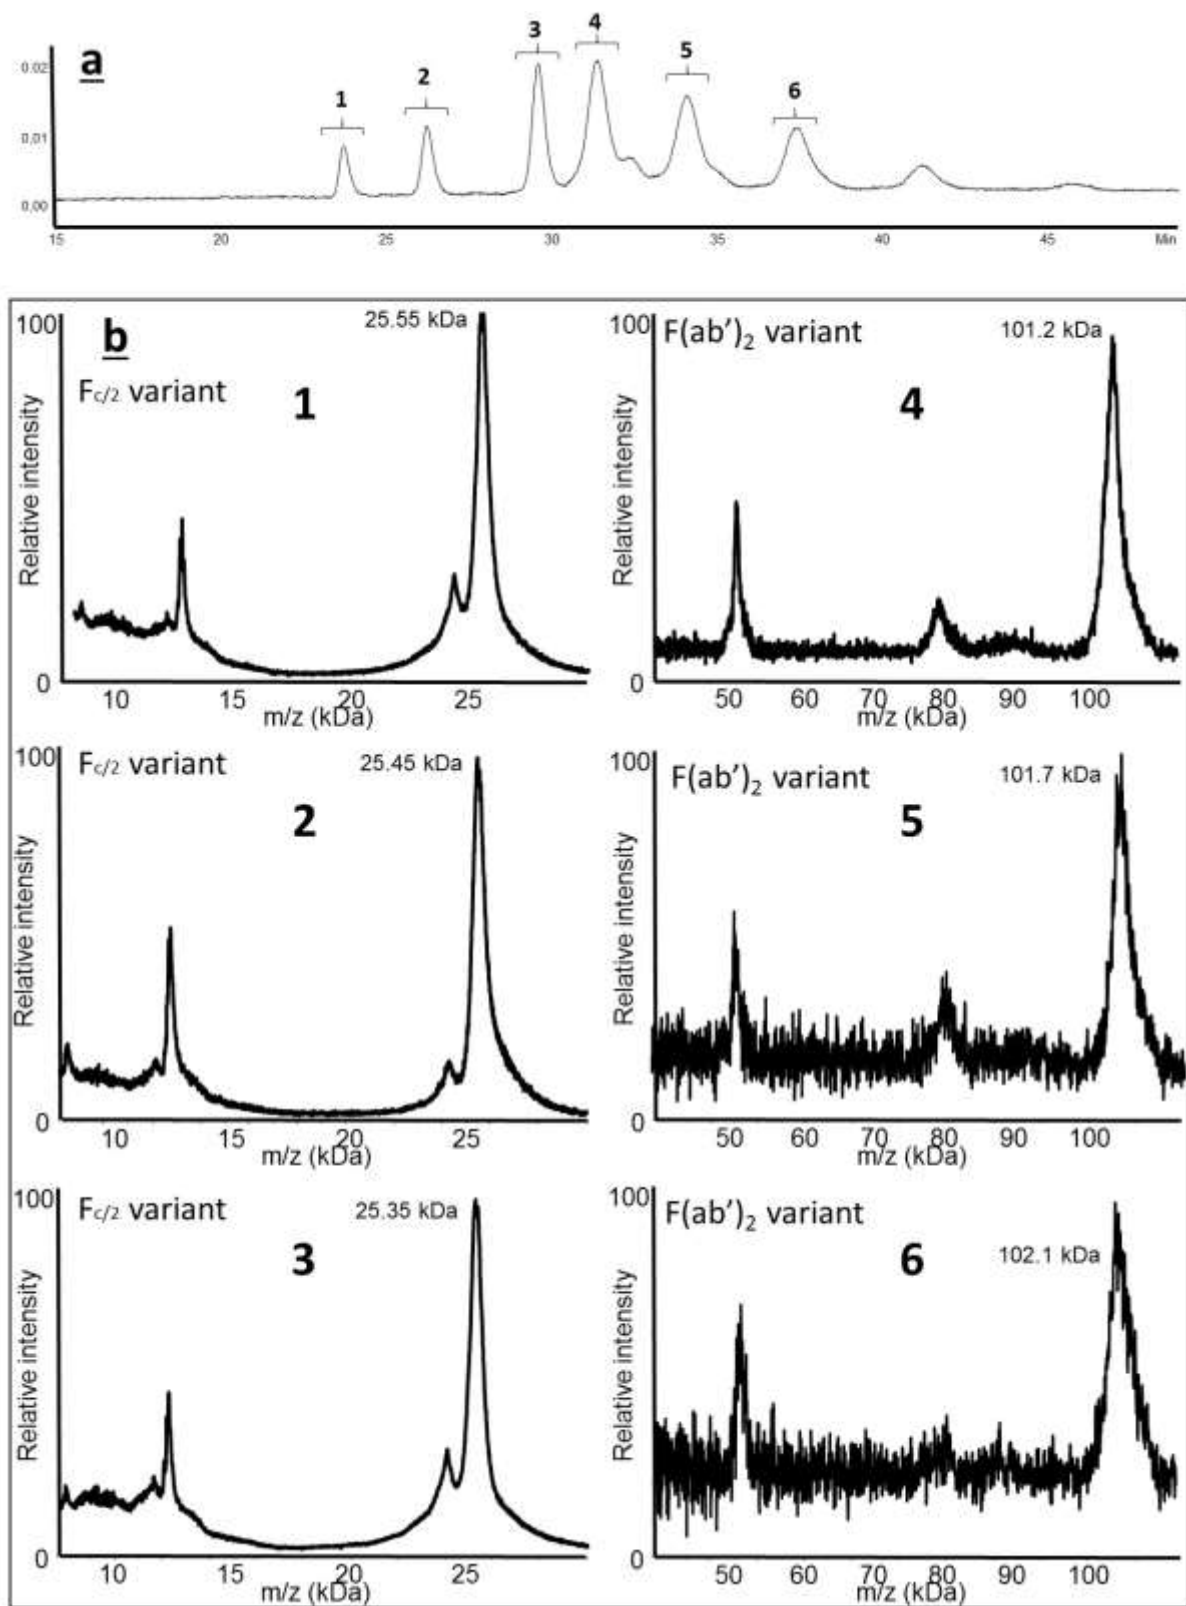 a
1
2
3
4
5
6
0.02
0.01
0.00
15 20 25 30 35 40 45 Min
b
100
Relative intensity
0
Fc/2 variant
1
25.55 kDa
10 15 20 25
m/z (kDa)
100
Relative intensity
0
F(ab’)2 variant
4
101.2 kDa
50 60 70 80 90 100
m/z (kDa)
100
Relative intensity
0
Fc/2 variant
2
25.45 kDa
10 15 20 25
m/z (kDa)
100
Relative intensity
0
F(ab’)2 variant
5
101.7 kDa
50 60 70 80 90 100
m/z (kDa)
100
Relative intensity
0
Fc/2 variant
3
25.35 kDa
10 15 20 25
m/z (kDa)
100
Relative intensity
0
F(ab’)2 variant
6
102.1 kDa
50 60 70 80 90 100
m/z (kDa)